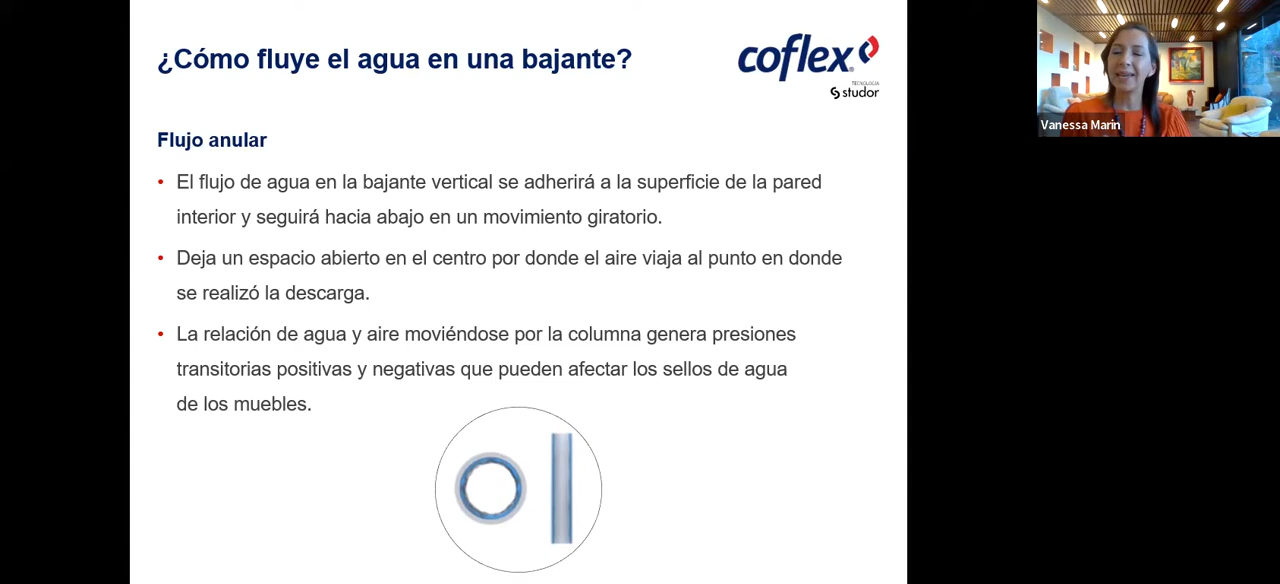 ¿Cómo fluye el agua en una bajante?
coflex®
TECNOLOGÍA
studor
Flujo anular
• El flujo de agua en la bajante vertical se adherirá a la superficie de la pared
interior y seguirá hacia abajo en un movimiento giratorio.
• Deja un espacio abierto en el centro por donde el aire viaja al punto en donde
se realizó la descarga.
• La relación de agua y aire moviéndose por la columna genera presiones
transitorias positivas y negativas que pueden afectar los sellos de agua
de los muebles.
Vanessa Marin